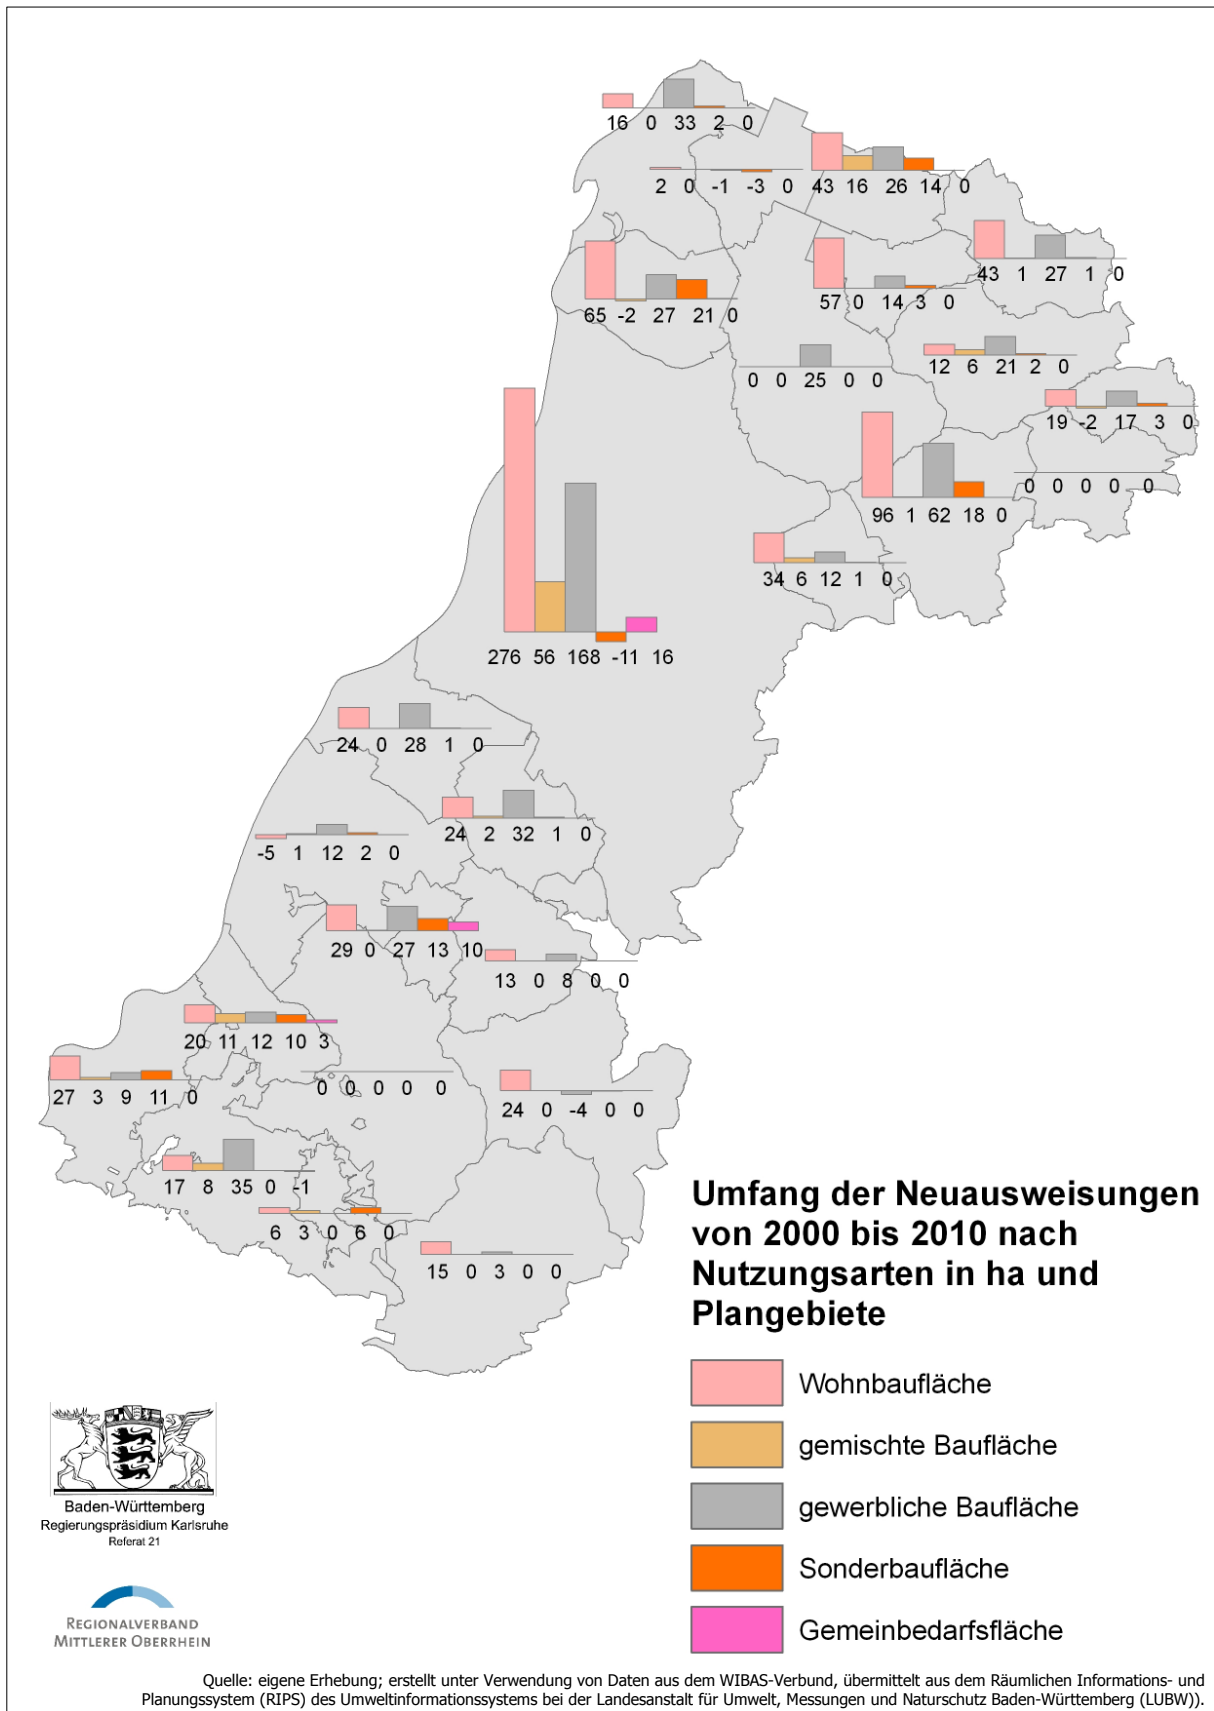 16 0 33 2 0
2 0 -1 -3 0
43 16 26 14 0
43 1 27 1 0
65 -2 27 21 0
57 0 14 3 0
12 6 21 2 0
0 0 25 0 0
19 -2 17 3 0
0 0 0 0 0
96 1 62 18 0
34 6 12 1 0
276 56 168 -11 16
24 0 28 1 0
24 2 32 1 0
-5 1 12 2 0
29 0 27 13 10
13 0 8 0 0
20 11 12 10 3
27 3 9 11 0
0 0 0 0 0
24 0 -4 0 0
17 8 35 0 -1
6 3 0 6 0
15 0 3 0 0
Umfang der Neuausweisungen
von 2000 bis 2010 nach
Nutzungsarten in ha und
Plangebiete
Wohnbaufläche
gemischte Baufläche
gewerbliche Baufläche
Sonderbaufläche
Gemeinbedarfsfläche
Baden-Württemberg
Regierungspräsidium Karlsruhe
Referat 21
REGIONALVERBAND
MITTLERER OBERRHEIN
Quelle: eigene Erhebung; erstellt unter Verwendung von Daten aus dem WIBAS-Verbund, übermittelt aus dem Räumlichen Informations- und
Planungssystem (RIPS) des Umweltinformationssystems bei der Landesanstalt für Umwelt, Messungen und Naturschutz Baden-Württemberg (LUBW)).